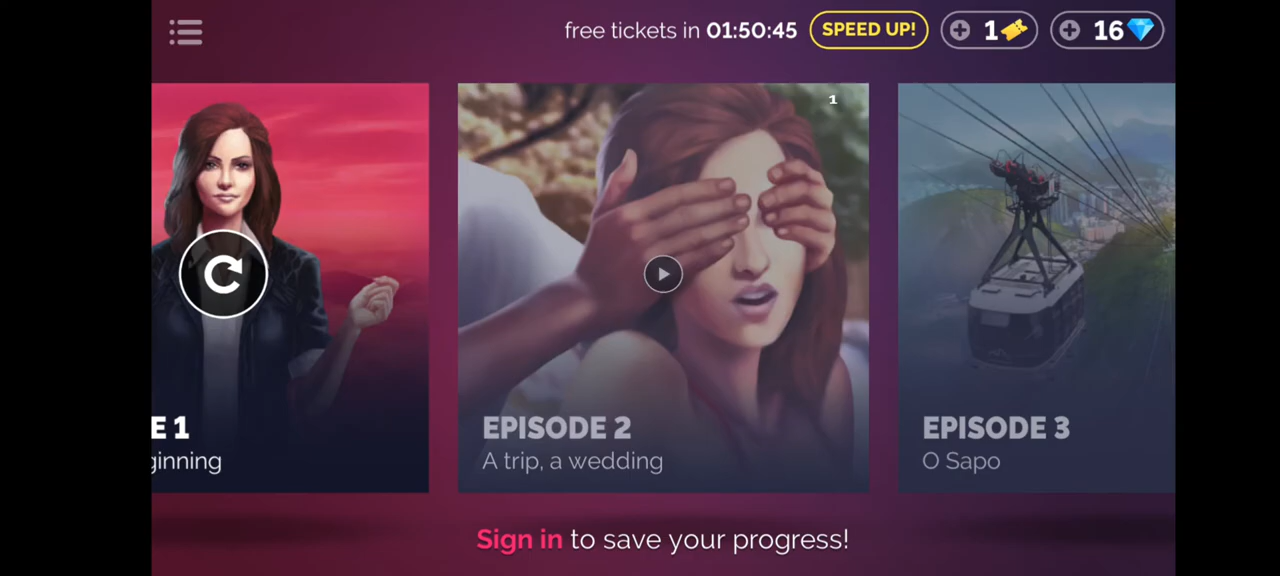 free tickets in 01:50:45
SPEED UP!
1
16
1
E 1
ginning
EPISODE 2
A trip, a wedding
EPISODE 3
O Sapo
Sign in to save your progress!